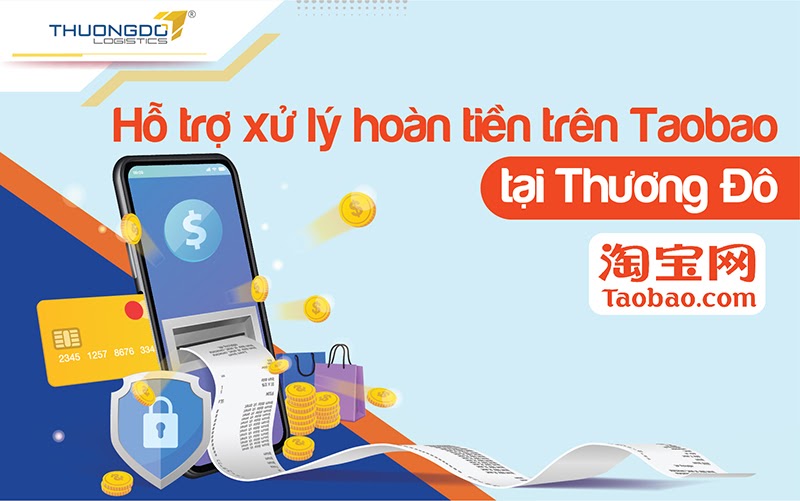 THUONGDO
LOGISTICS
®
Hỗ trợ xử lý hoàn tiền trên Taobao
tại Thương Đô
淘宝网
Taobao.com
$
2345 1257 8676 334